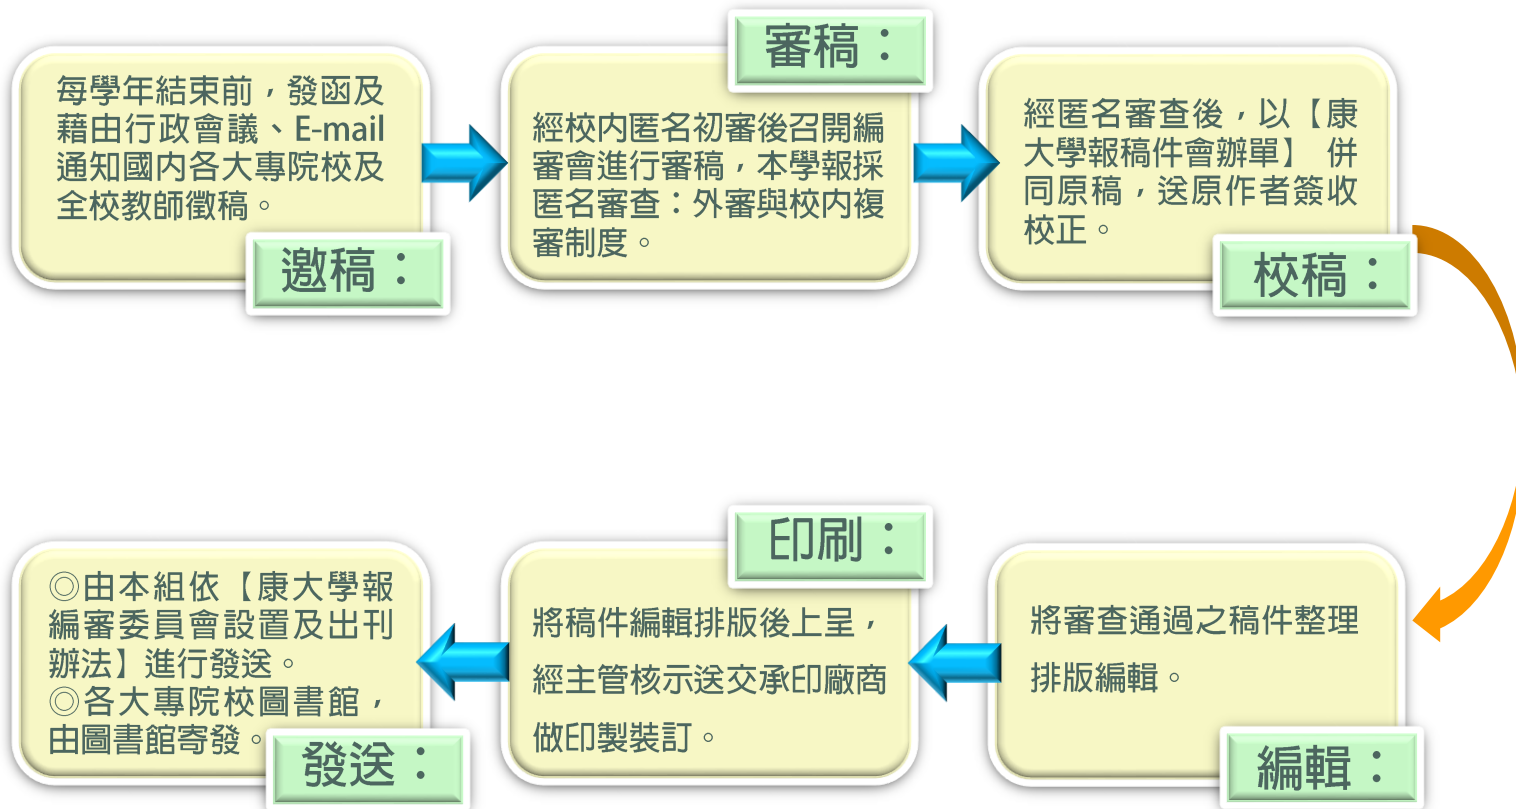 每學年結束前，發函及
藉由行政會議、E-mail
通知國內各大專院校及
全校教師徵稿。
邀稿：
審稿：
經校內匿名初審後召開編
審會進行審稿，本學報採
匿名審查：外審與校內複
審制度。
經匿名審查後，以【康
大學報稿件會辦單】 併
同原稿，送原作者簽收
校正。
校稿：
將審查通過之稿件整理
排版編輯。
編輯：
印刷：
將稿件編輯排版後上呈，
經主管核示送交承印廠商
做印製裝訂。
◎由本組依【康大學報
編審委員會設置及出刊
辦法】進行發送。
◎各大專院校圖書館，
由圖書館寄發。
發送：